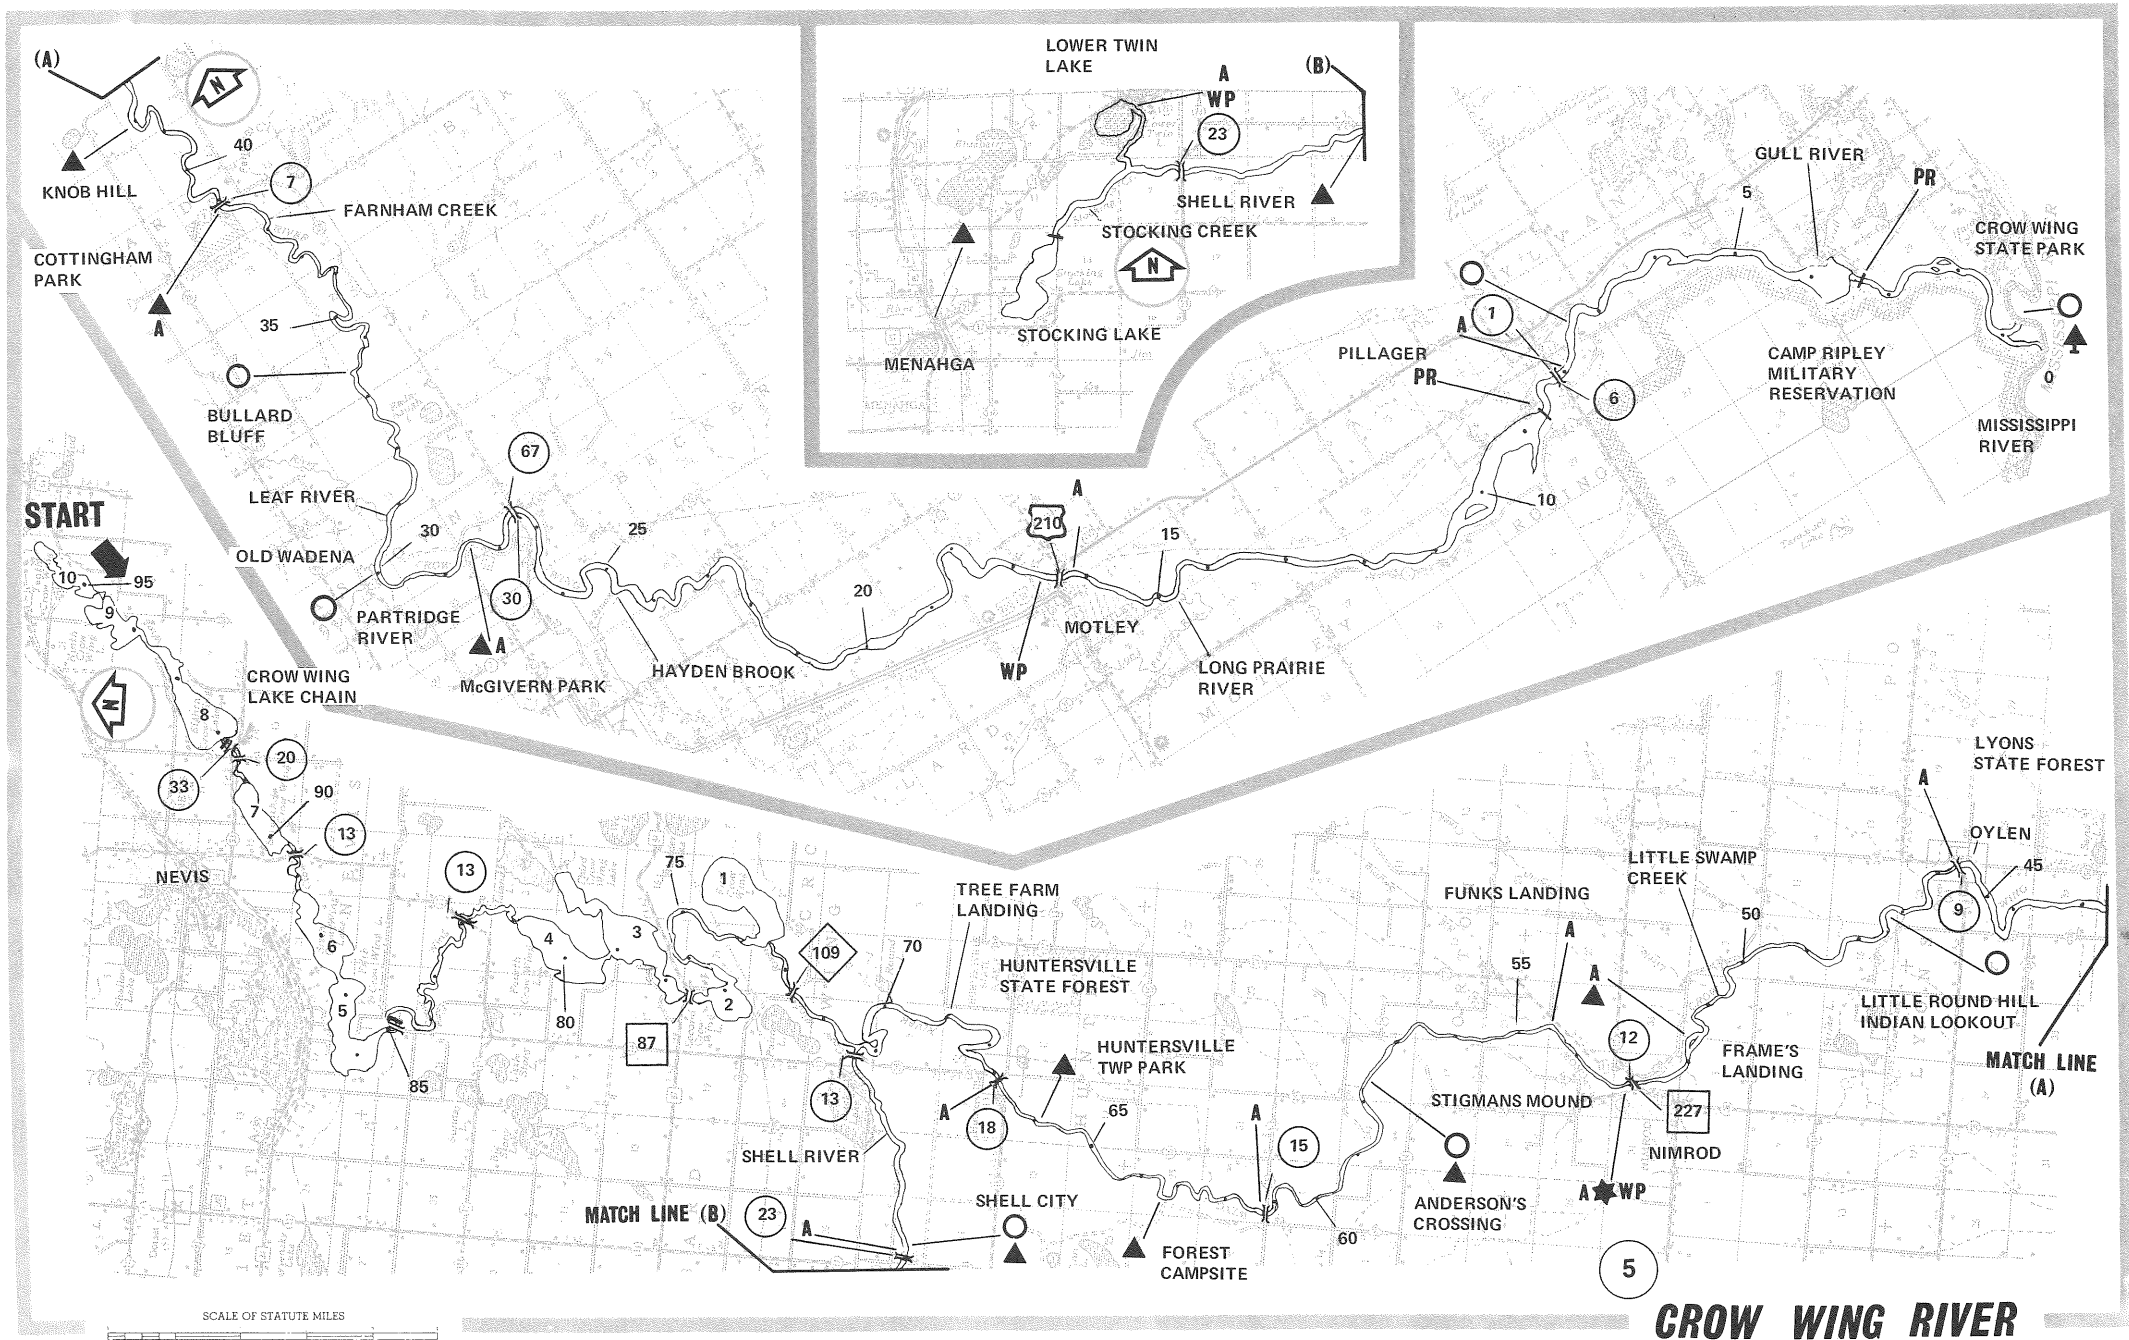 (A)
N
40
KNOB HILL
7
FARNHAM CREEK
COTTINGHAM
PARK
A
35
BULLARD
BLUFF
67
LEAF RIVER
30
25
OLD WADENA
PARTRIDGE
RIVER
30
A
McGIVERN PARK
HAYDEN BROOK
20
210
A
15
WP
MOTLEY
LONG PRAIRIE
RIVER
LOWER TWIN
LAKE
A
WP
(B)
23
SHELL RIVER
STOCKING CREEK
N
STOCKING LAKE
MENAHGA
MENAHGA
GULL RIVER
PR
5
CROW WING
STATE PARK
1
A
PILLAGER
PR
6
CAMP RIPLEY
MILITARY
RESERVATION
0
MISSISSIPPI
RIVER
10
START
10
95
9
N
CROW WING
LAKE CHAIN
8
20
33
90
7
13
NEVIS
6
5
85
13
4
3
80
75
1
2
87
109
13
70
TREE FARM
LANDING
HUNTERSVILLE
STATE FOREST
HUNTERSVILLE
TWP PARK
A
18
65
SHELL RIVER
MATCH LINE (B)
23
A
SHELL CITY
FOREST
CAMPSITE
A
15
60
ANDERSON'S
CROSSING
STIGMANS MOUND
55
FUNKS LANDING
A
A
12
227
NIMROD
A
WP
FRAME'S
LANDING
LITTLE SWAMP
CREEK
50
LYONS
STATE FOREST
A
OYLEN
45
9
LITTLE ROUND HILL
INDIAN LOOKOUT
MATCH LINE
(A)
5
SCALE OF STATUTE MILES
CROW WING RIVER